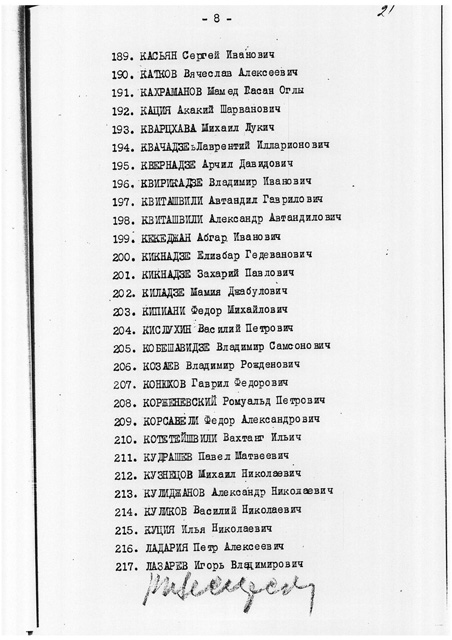 - 8 -
21
189. КАСЬЯН Сергей Иванович
190. КАТКОВ Вячеслав Алексеевич
191. КАХРАМАНОВ Мамед Гасан Оглы
192. КАЦИЯ Акакий Шарванович
193. КВАРЦХАВА Михаил Лукич
194. КВАЧАДЗЕ Лаврентий Илларионович
195. КВЕРНАДЗЕ Арчил Давидович
196. КВИРИКАДЗЕ Владимир Иванович
197. КВИТАШВИЛИ Автандил Гаврилович
198. КВИТАШВИЛИ Александр Автандилович
199. КЕКЕДЖАН Абгар Иванович
200. КИКНАДЗЕ Елизбар Гедеванович
201. КИКНАДЗЕ Захарий Павлович
202. КИЛАДЗЕ Мамия Джабулович
203. КИПИАНИ Федор Михайлович
204. КИСЛУХИН Василий Петрович
205. КОБЕШАВИДЗЕ Владимир Самсонович
206. КОЗАЕВ Владимир Рожденович
207. КОНЮХОВ Гаврил Федорович
208. КОРЖЕНЕВСКИЙ Ромуальд Петрович
209. КОРСАВЕЛИ Федор Александрович
210. КОТЕТЕЙШВИЛИ Вахтанг Ильич
211. КУДРАШЕВ Павел Матвеевич
212. КУЗНЕЦОВ Михаил Николаевич
213. КУЛИДЖАНОВ Александр Николаевич
214. КУЛИКОВ Василий Николаевич
215. КУЦИЯ Илья Николаевич
216. ЛАДАРИЯ Петр Алексеевич
217. ЛАЗАРЕВ Игорь Владимирович